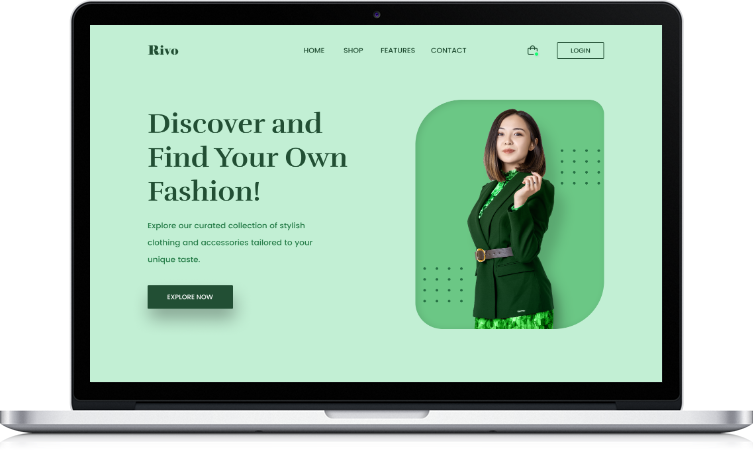 Rivo
HOME SHOP FEATURES CONTACT
LOGIN
Discover and
Find Your Own
Fashion!
Explore our curated collection of stylish
clothing and accessories tailored to your
unique taste.
EXPLORE NOW